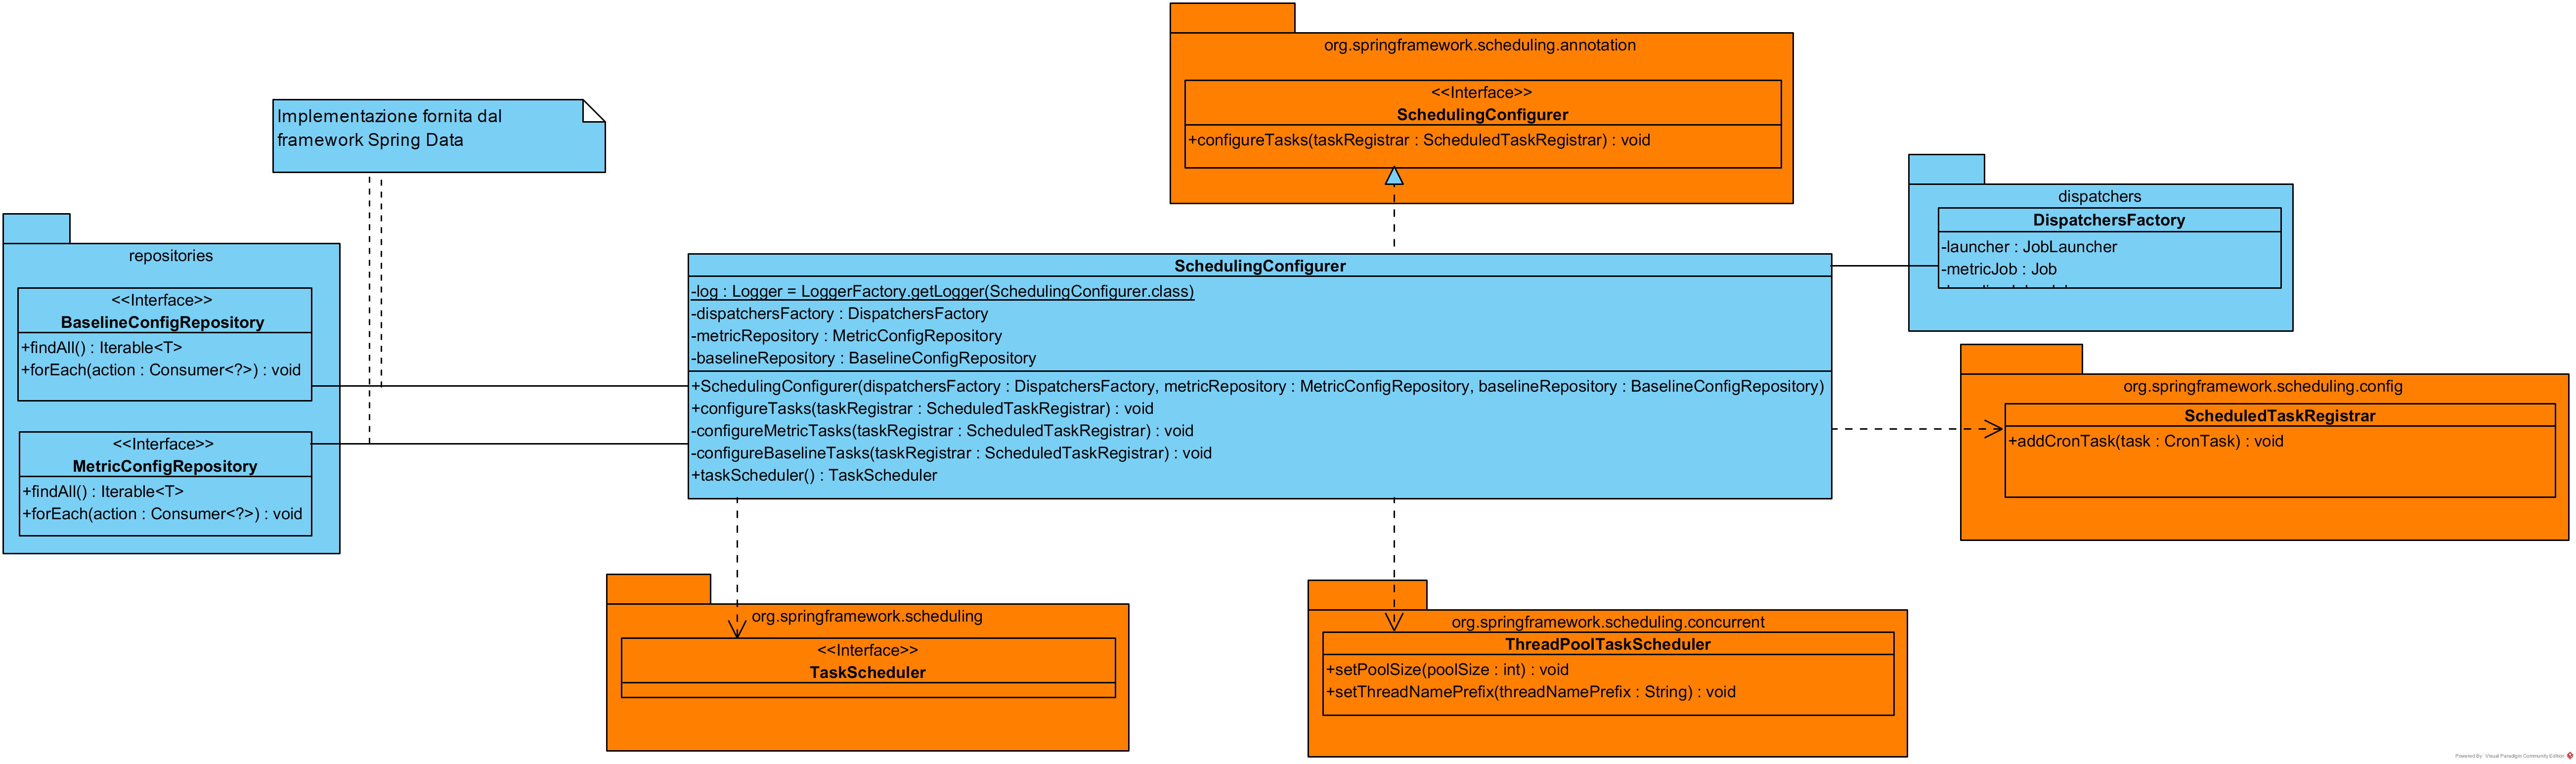 org.springframework.scheduling.annotation
<<Interface>>
SchedulingConfigurer
+configureTasks(taskRegistrar : ScheduledTaskRegistrar) : void
Implementazione fornita dal
framework Spring Data
repositories
<<Interface>>
BaselineConfigRepository
+findAll() : Iterable<T>
+forEach(action : Consumer<?>) : void
<<Interface>>
MetricConfigRepository
+findAll() : Iterable<T>
+forEach(action : Consumer<?>) : void
SchedulingConfigurer
-log : Logger = LoggerFactory.getLogger(SchedulingConfigurer.class)
-dispatchersFactory : DispatchersFactory
-metricRepository : MetricConfigRepository
-baselineRepository : BaselineConfigRepository
+SchedulingConfigurer(dispatchersFactory : DispatchersFactory, metricRepository : MetricConfigRepository, baselineRepository : BaselineConfigRepository)
+configureTasks(taskRegistrar : ScheduledTaskRegistrar) : void
-configureMetricTasks(taskRegistrar : ScheduledTaskRegistrar) : void
-configureBaselineTasks(taskRegistrar : ScheduledTaskRegistrar) : void
+taskScheduler() : TaskScheduler
dispatchers
DispatchersFactory
-launcher : JobLauncher
-metricJob : Job
org.springframework.scheduling.config
ScheduledTaskRegistrar
+addCronTask(task : CronTask) : void
org.springframework.scheduling
<<Interface>>
TaskScheduler
org.springframework.scheduling.concurrent
ThreadPoolTaskScheduler
+setPoolSize(poolSize : int) : void
+setThreadNamePrefix(threadNamePrefix : String) : void
Powered By Visual Paradigm Community Edition